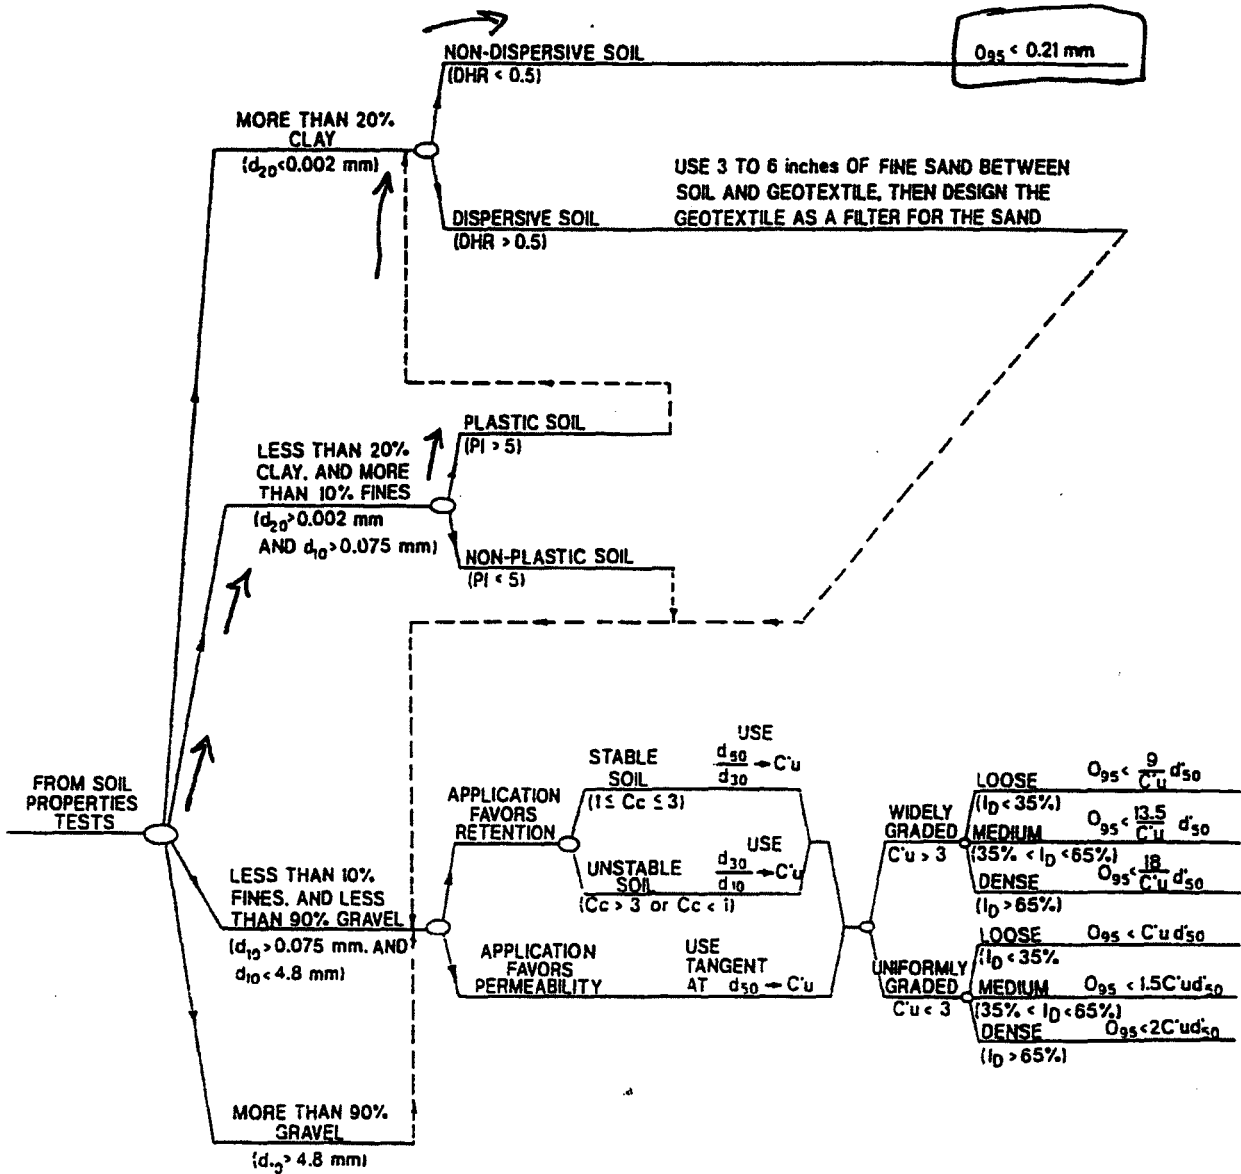 NON-DISPERSIVE SOIL
(DHR < 0.5)
O95 < 0.21 mm
MORE THAN 20%
CLAY
(d20<0.002 mm)
USE 3 TO 6 inches OF FINE SAND BETWEEN
SOIL AND GEOTEXTILE, THEN DESIGN THE
GEOTEXTILE AS A FILTER FOR THE SAND
DISPERSIVE SOIL
(DHR > 0.5)
PLASTIC SOIL
(PI > 5)
LESS THAN 20%
CLAY, AND MORE
THAN 10% FINES
(d20>0.002 mm
AND d10>0.075 mm)
NON-PLASTIC SOIL
(PI < 5)
FROM SOIL
PROPERTIES
TESTS
LESS THAN 10%
FINES, AND LESS
THAN 90% GRAVEL
(d10>0.075 mm. AND
d10<4.8 mm)
MORE THAN 90%
GRAVEL
(d10>4.8 mm)
APPLICATION
FAVORS
RETENTION
APPLICATION
FAVORS
PERMEABILITY
STABLE
SOIL
(1 ≤ Cc ≤ 3)
USE
d50/d30 → C'u
UNSTABLE
SOIL
(Cc > 3 or Cc < 1)
USE
d30/d10 → C'u
USE
TANGENT
AT d50 → C'u
WIDELY
GRADED
C'u > 3
LOOSE
(ID < 35%)
O95 < 9/C'u d'50
MEDIUM
(35% < ID < 65%)
O95 < 13.5/C'u d'50
DENSE
(ID > 65%)
O95 < 18/C'u d'50
UNIFORMLY
GRADED
C'u < 3
LOOSE
(ID < 35%
O95 < C'u d'50
MEDIUM
(35% < ID < 65%)
O95 < 1.5C'ud'50
DENSE
(ID > 65%)
O95 < 2C'ud'50